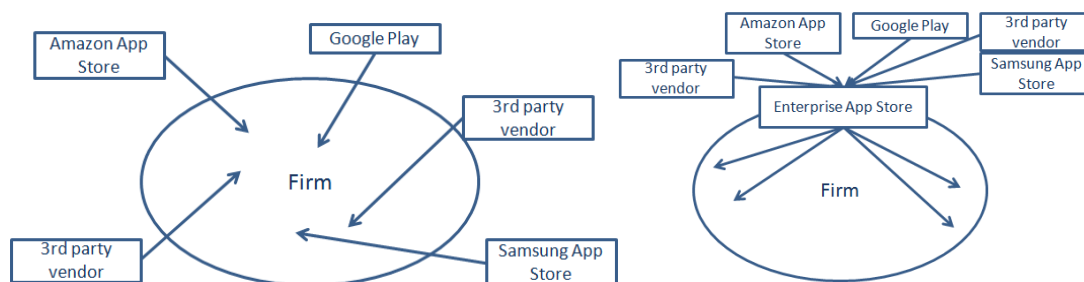 Amazon App
Store
Google Play
3rd party
vendor
Firm
3rd party
vendor
Samsung App
Store
Amazon App
Store
Google Play
3rd party
vendor
3rd party
vendor
Samsung App
Store
Enterprise App Store
Firm